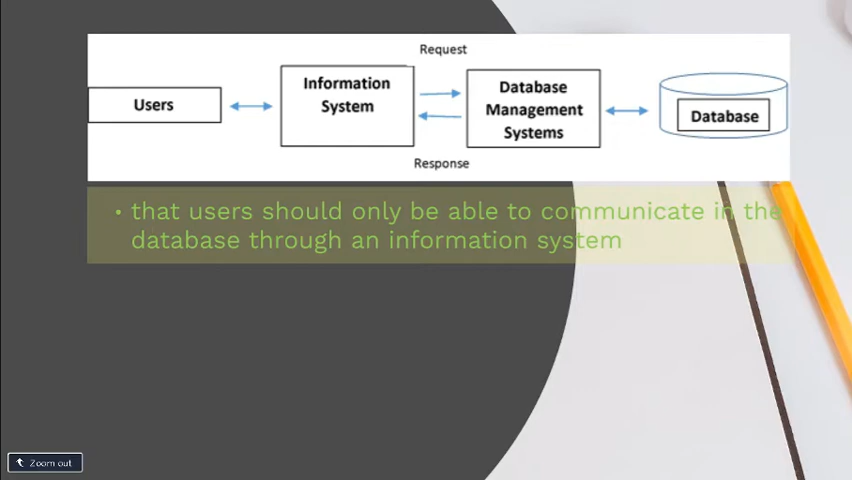 Request
Users
Information
System
Database
Management
Systems
Database
Response
• that users should only be able to communicate in the
database through an information system
Zoom out